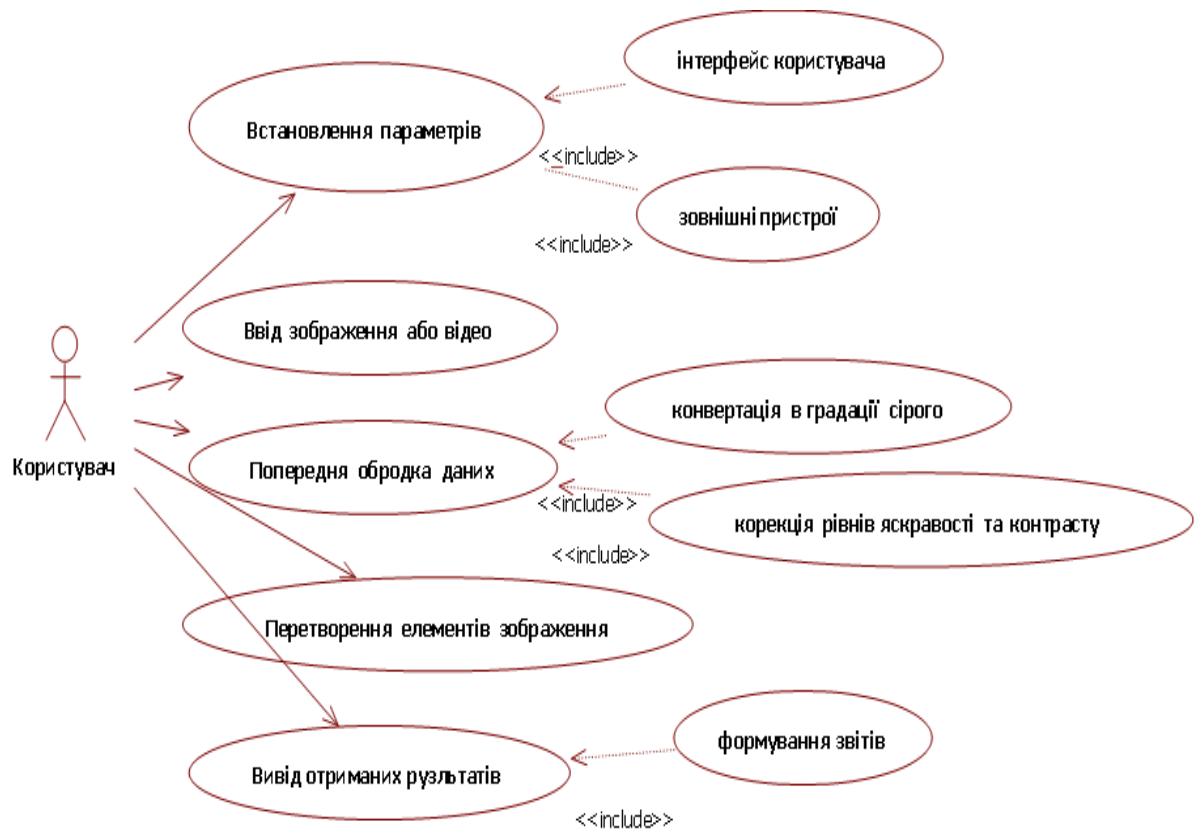 інтерфейс користувача
Встановлення параметрів
<<include>>
зовнішні пристрої
<<include>>
Ввід зображення або відео
Користувач
конвертація в градації сірого
Попередня обродка даних
<<include>>
корекція рівнів яскравості та контрасту
<<include>>
Перетворення елементів зображення
формування звітів
Вивід отриманих рузльтатів
<<include>>